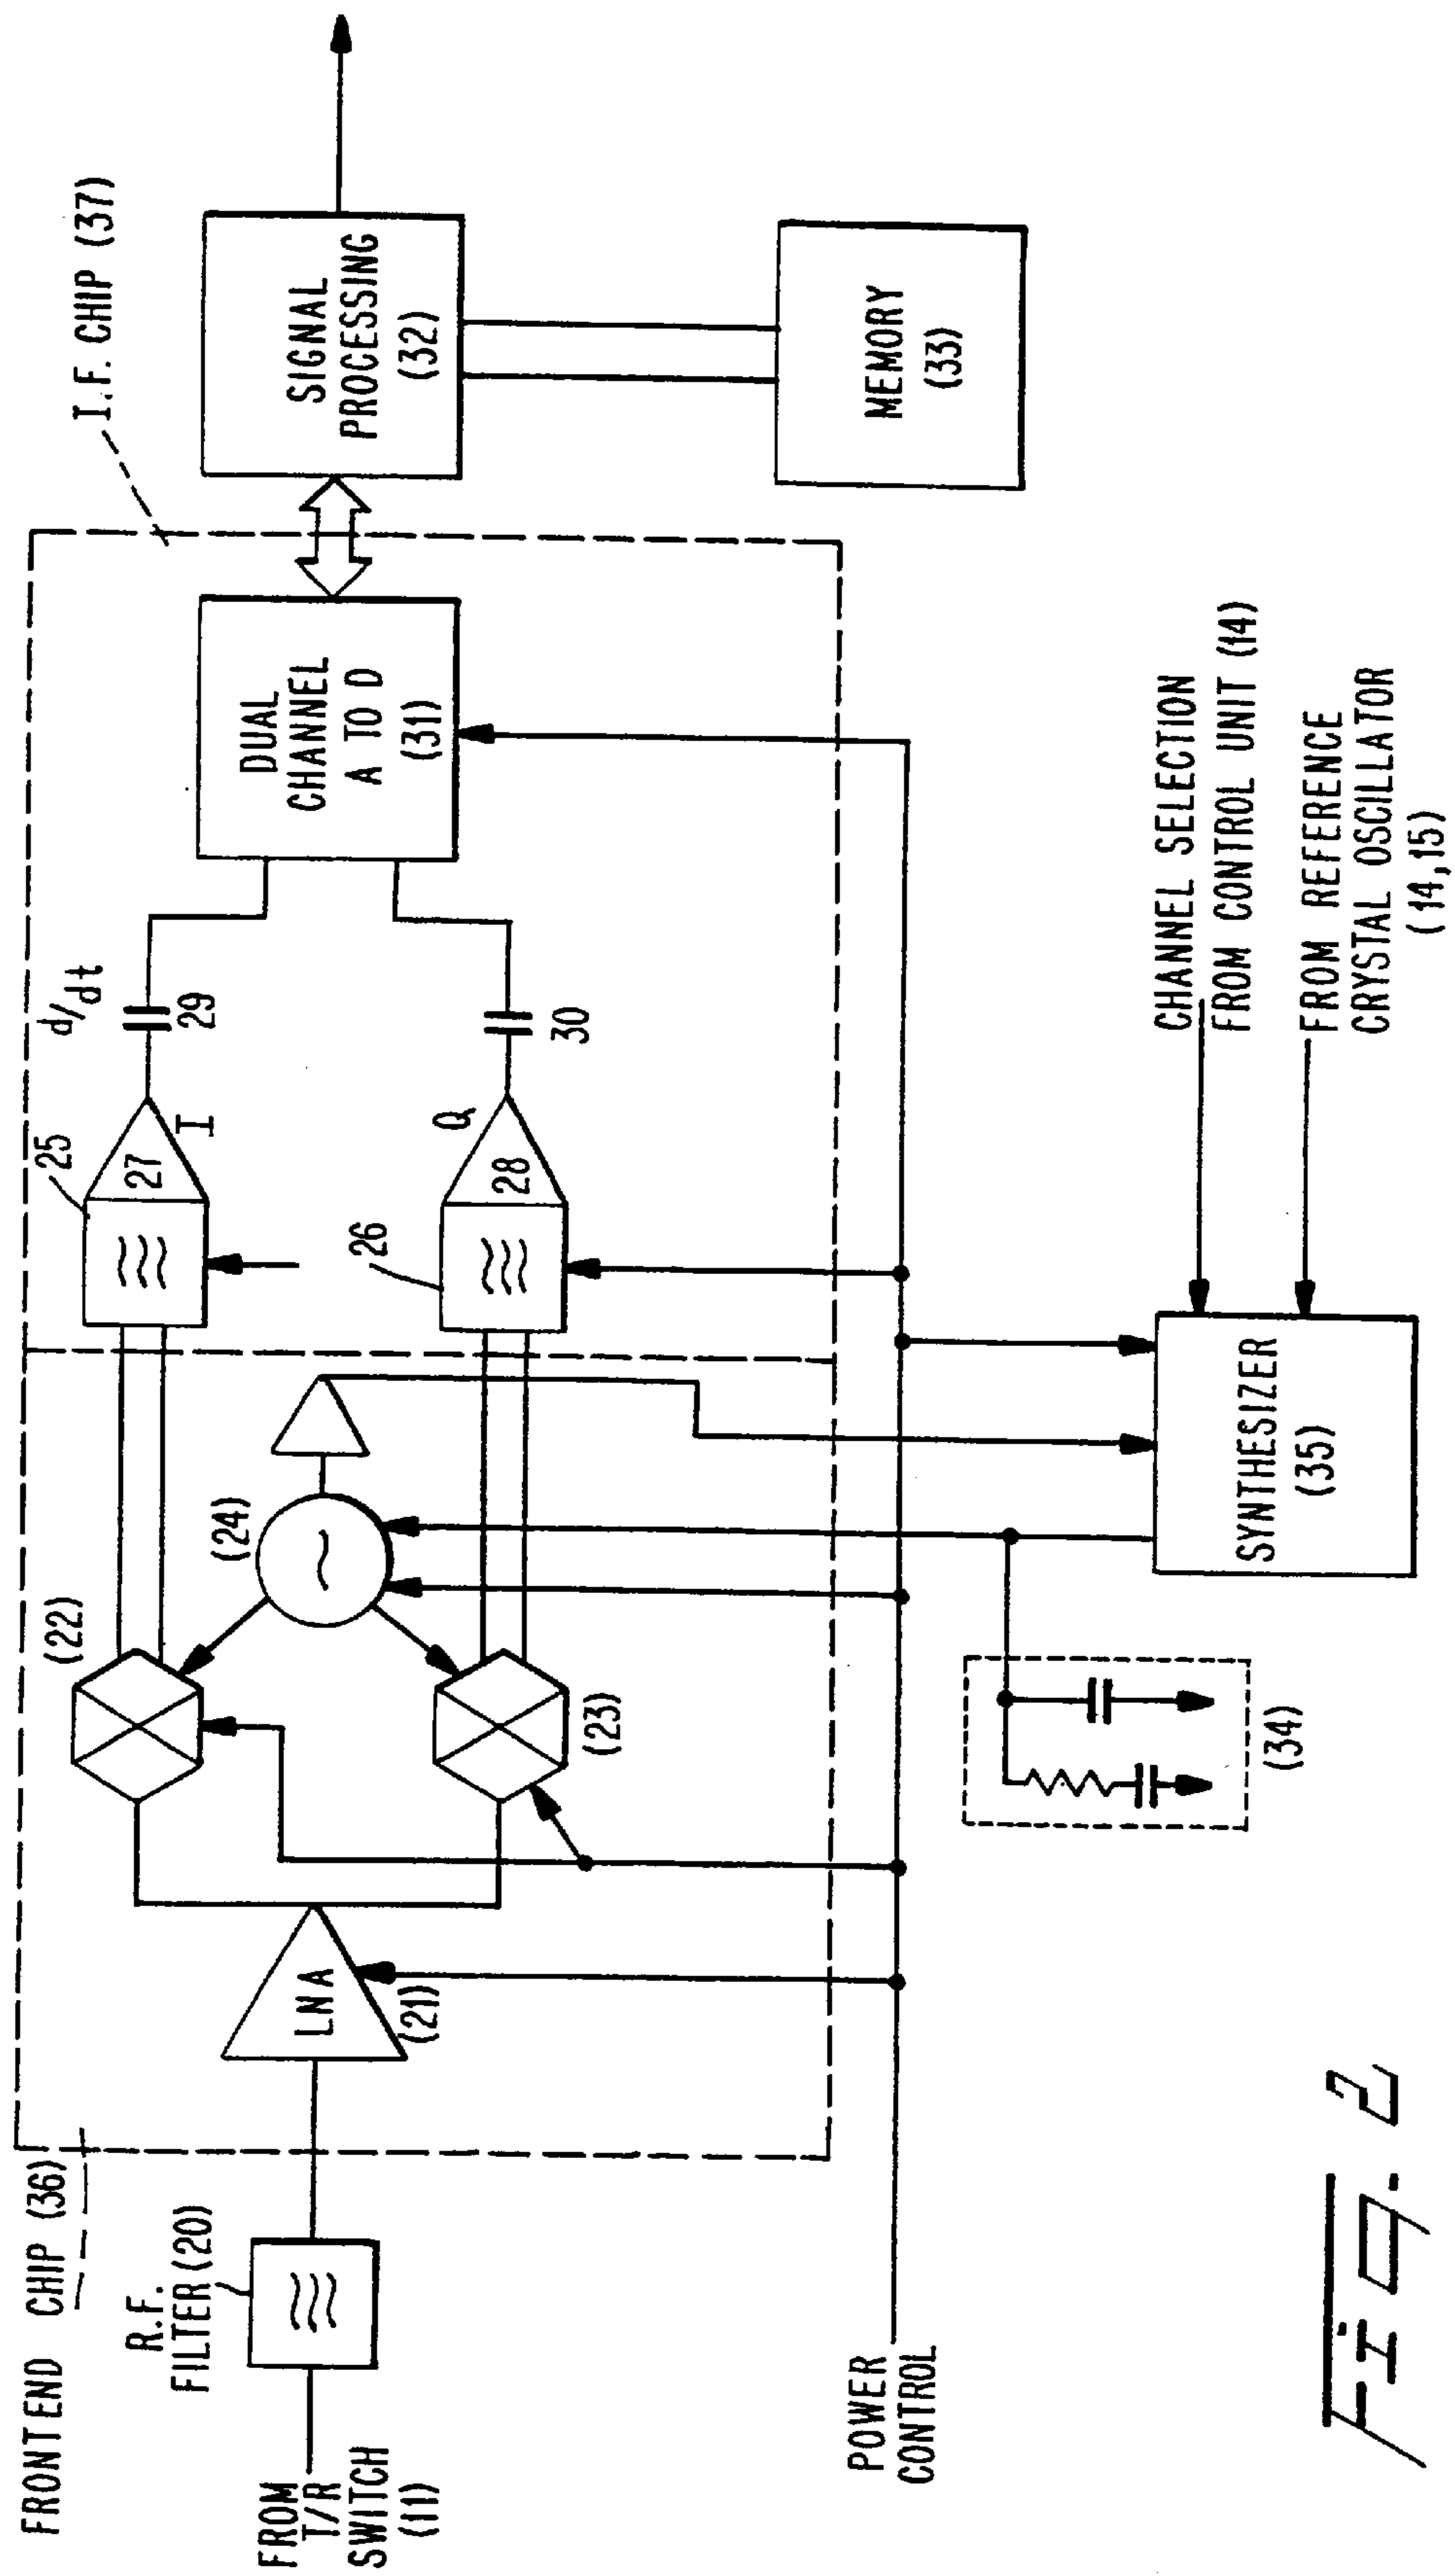 FRONTEND CHIP (36)
I.F. CHIP (37)
R.F.
FILTER (20)
FROM
T/R
SWITCH
(11)
LNA
(21)
(22)
(23)
(24)
25
27
I
26
28
Q
d/dt
29
30
DUAL
CHANNEL
A TO D
(31)
SIGNAL
PROCESSING
(32)
MEMORY
(33)
POWER
CONTROL
(34)
SYNTHESIZER
(35)
CHANNEL SELECTION
FROM CONTROL UNIT (14)
FROM REFERENCE
CRYSTAL OSCILLATOR
(14,15)
Fig. 2